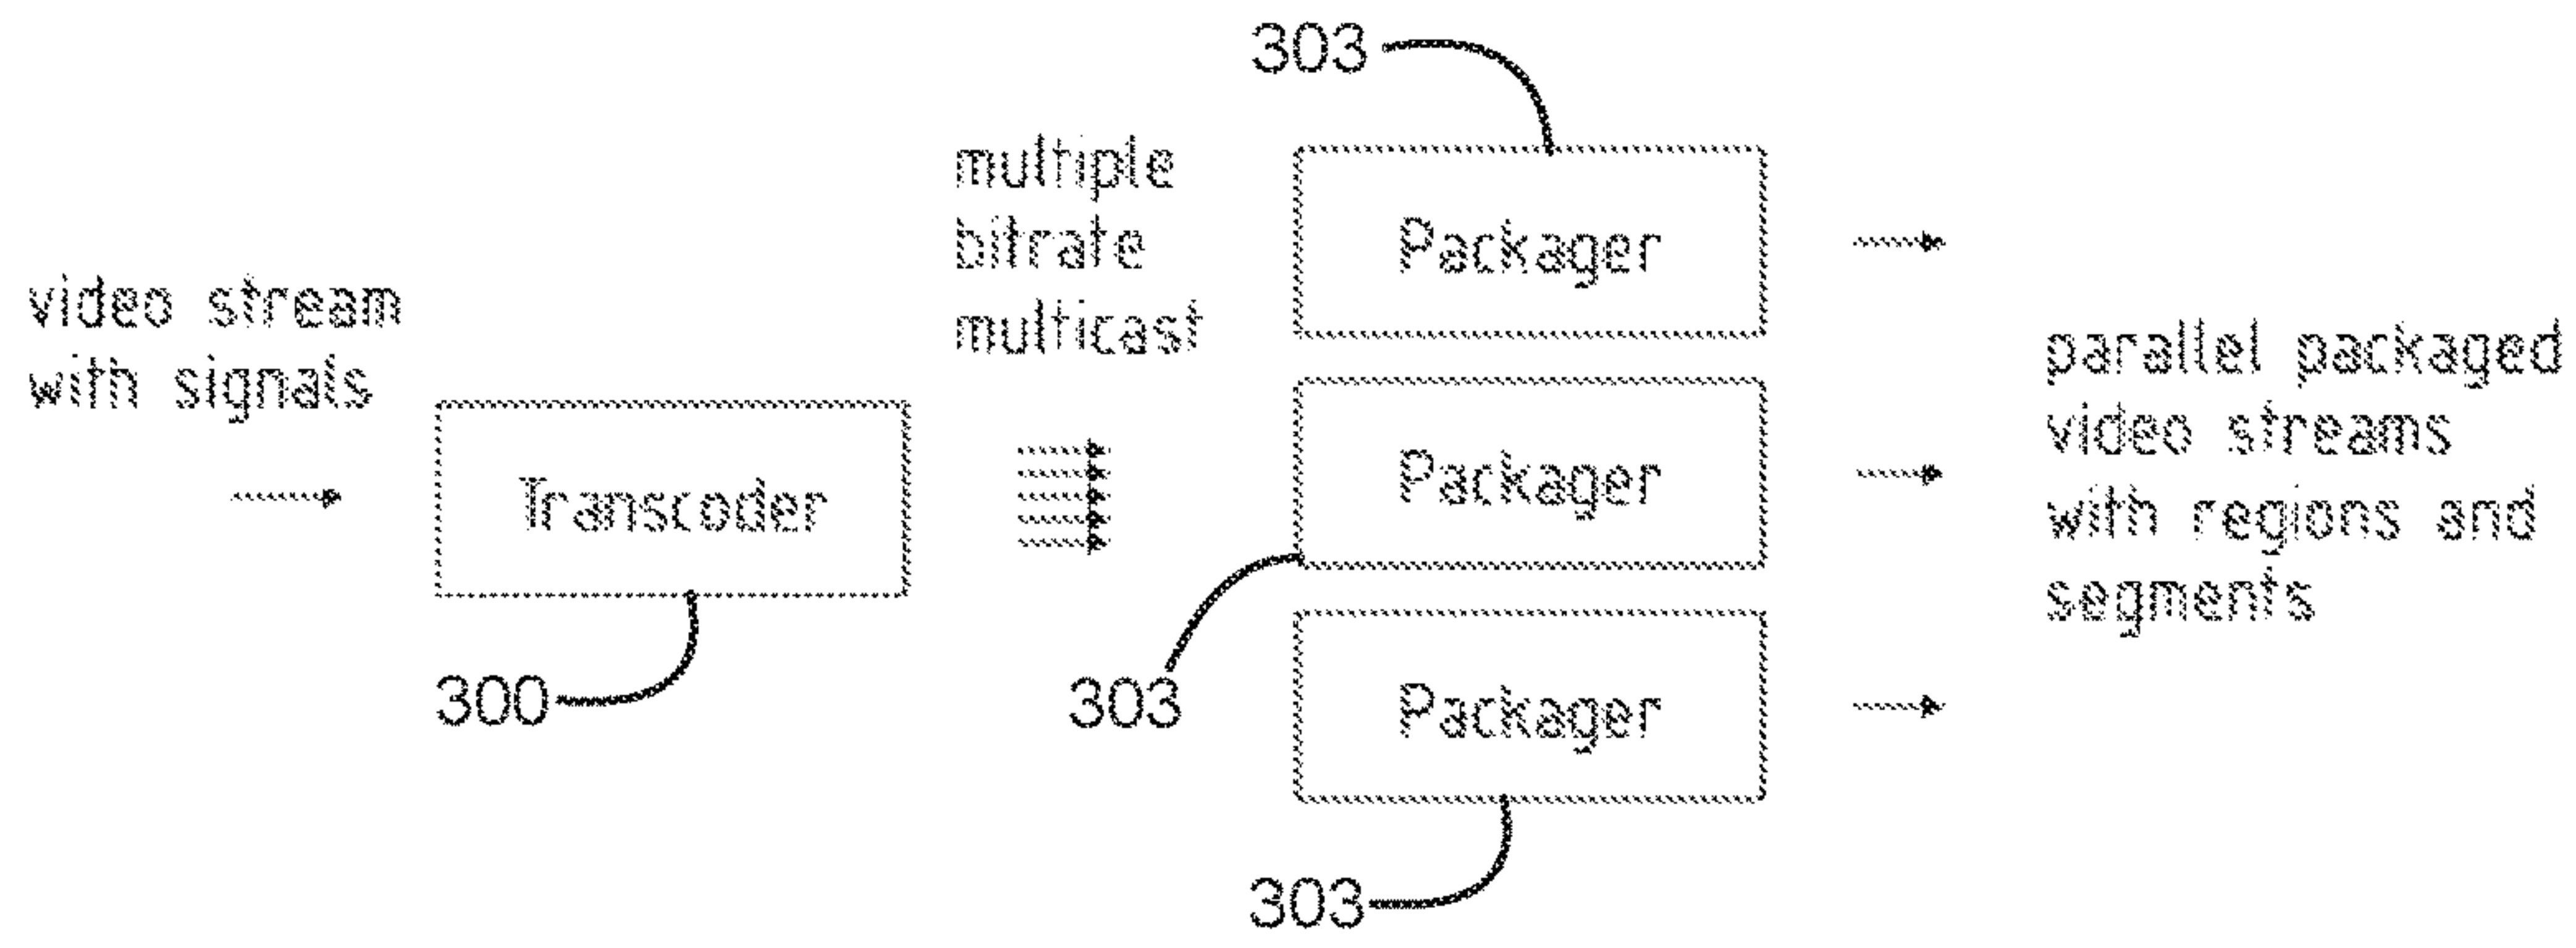 video stream
with signals
Transcoder
300
multiple
bitrate
multicast
303
Packager
Packager
303
Packager
303
parallel packaged
video streams
with regions and
segments